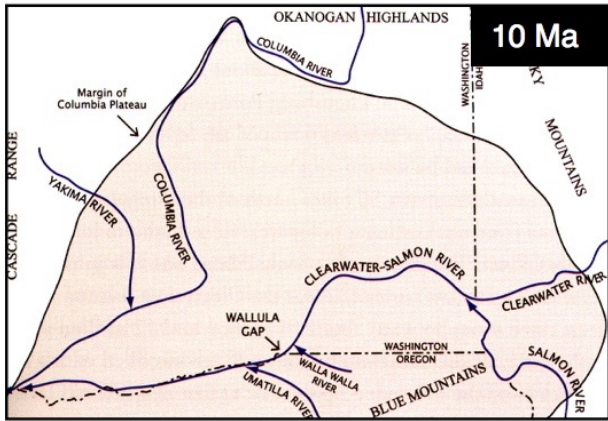 OKANOGAN HIGHLANDS
10 Ma
COLUMBIA RIVER
WASHINGTON
IDAHO
ROCKY
MOUNTAINS
Margin of
Columbia Plateau
CASCADE RANGE
YAKIMA RIVER
COLUMBIA RIVER
CLEARWATER-SALMON RIVER
CLEARWATER RIVER
WALLULA
GAP
WASHINGTON
OREGON
WALLA WALLA
RIVER
UMATILLA RIVER
BLUE MOUNTAINS
SALMON RIVER